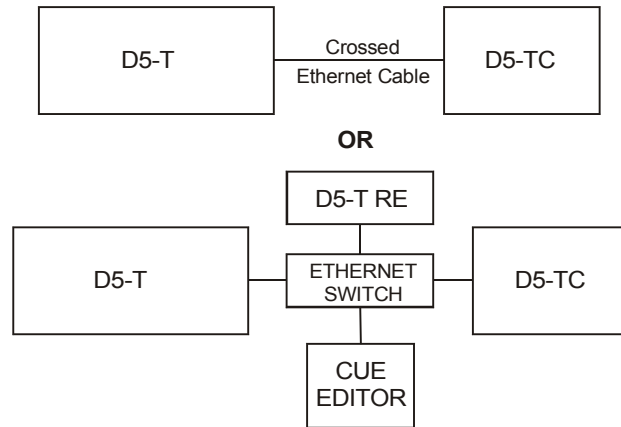 D5-T
Crossed
Ethernet Cable
D5-TC
OR
D5-T RE
D5-T
ETHERNET
SWITCH
D5-TC
CUE
EDITOR